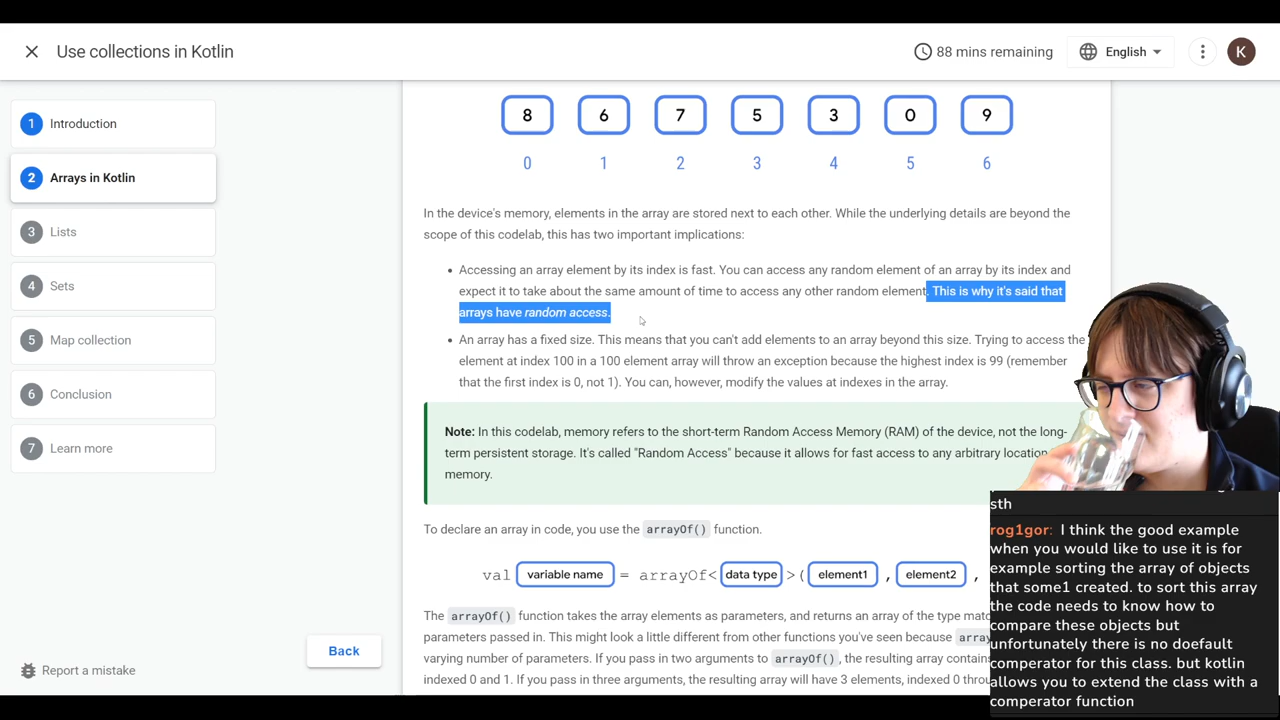 Use collections in Kotlin
88 mins remaining
English
K
1 Introduction
2 Arrays in Kotlin
3 Lists
4 Sets
5 Map collection
6 Conclusion
7 Learn more
Report a mistake
Back
8 6 7 5 3 0 9
0 1 2 3 4 5 6
In the device's memory, elements in the array are stored next to each other. While the underlying details are beyond the
scope of this codelab, this has two important implications:
• Accessing an array element by its index is fast. You can access any random element of an array by its index and
expect it to take about the same amount of time to access any other random element. This is why it's said that
arrays have random access.
• An array has a fixed size. This means that you can't add elements to an array beyond this size. Trying to access the
element at index 100 in a 100 element array will throw an exception because the highest index is 99 (remember
that the first index is 0, not 1). You can, however, modify the values at indexes in the array.
Note: In this codelab, memory refers to the short-term Random Access Memory (RAM) of the device, not the long-
term persistent storage. It's called "Random Access" because it allows for fast access to any arbitrary location
memory.
To declare an array in code, you use the arrayOf() function.
val variable name = arrayOf<data type>( element1 , element2 ,
The arrayOf() function takes the array elements as parameters, and returns an array of the type
parameters passed in. This might look a little different from other functions you've seen because
varying number of parameters. If you pass in two arguments to arrayOf(), the resulting array
indexed 0 and 1. If you pass in three arguments, the resulting array will have 3 elements, indexed 0
sth
rog1gor: I think the good example
when you would like to use it is for
example sorting the array of objects
that some1 created. to sort this array
the code needs to know how to
compare these objects but
unfortunately there is no doefault
comperator for this class. but kotlin
allows you to extend the class with a
comperator function